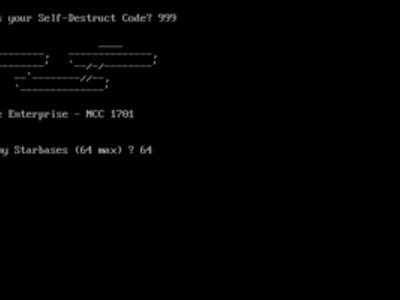 your Self-Destruct Code? 999
Enterprise - NCC 1701
Starbases (64 max) ? 64